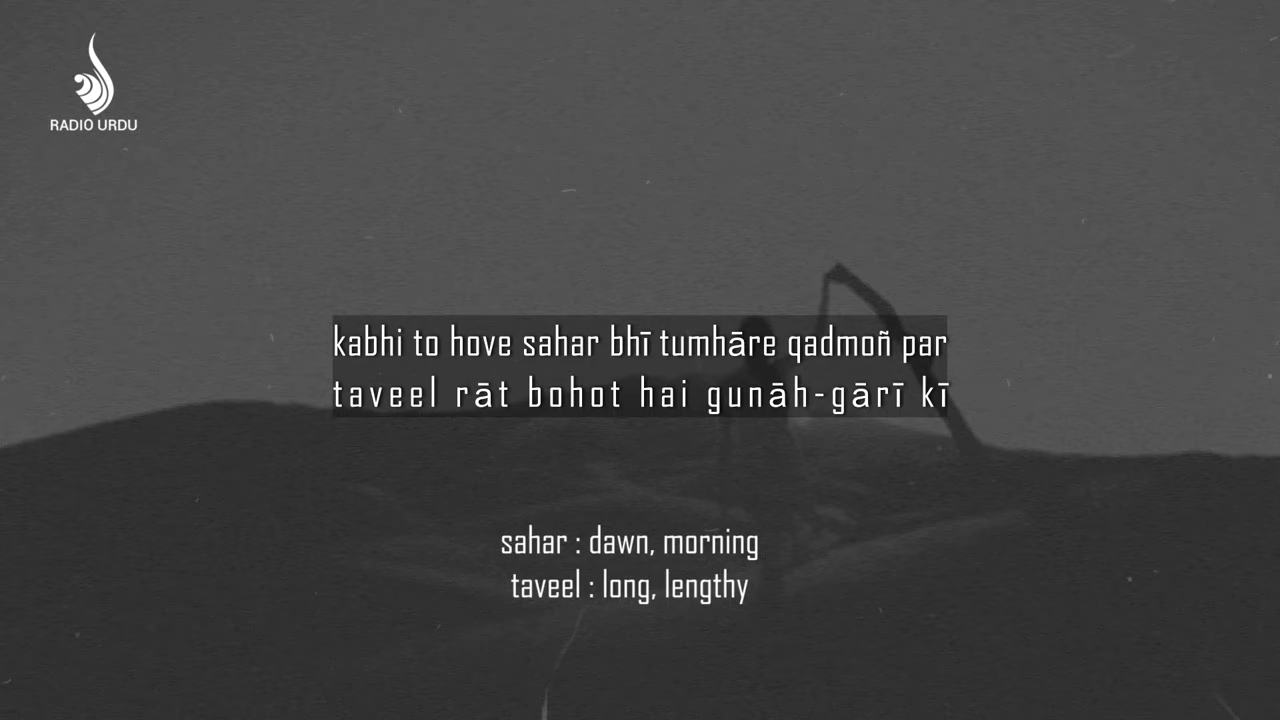 RADIO URDU
kabhi to hove sahar bhī tumhāre qadmoñ par
taveel rāt bohot hai gunāh-gārī kī
sahar : dawn, morning
taveel : long, lengthy